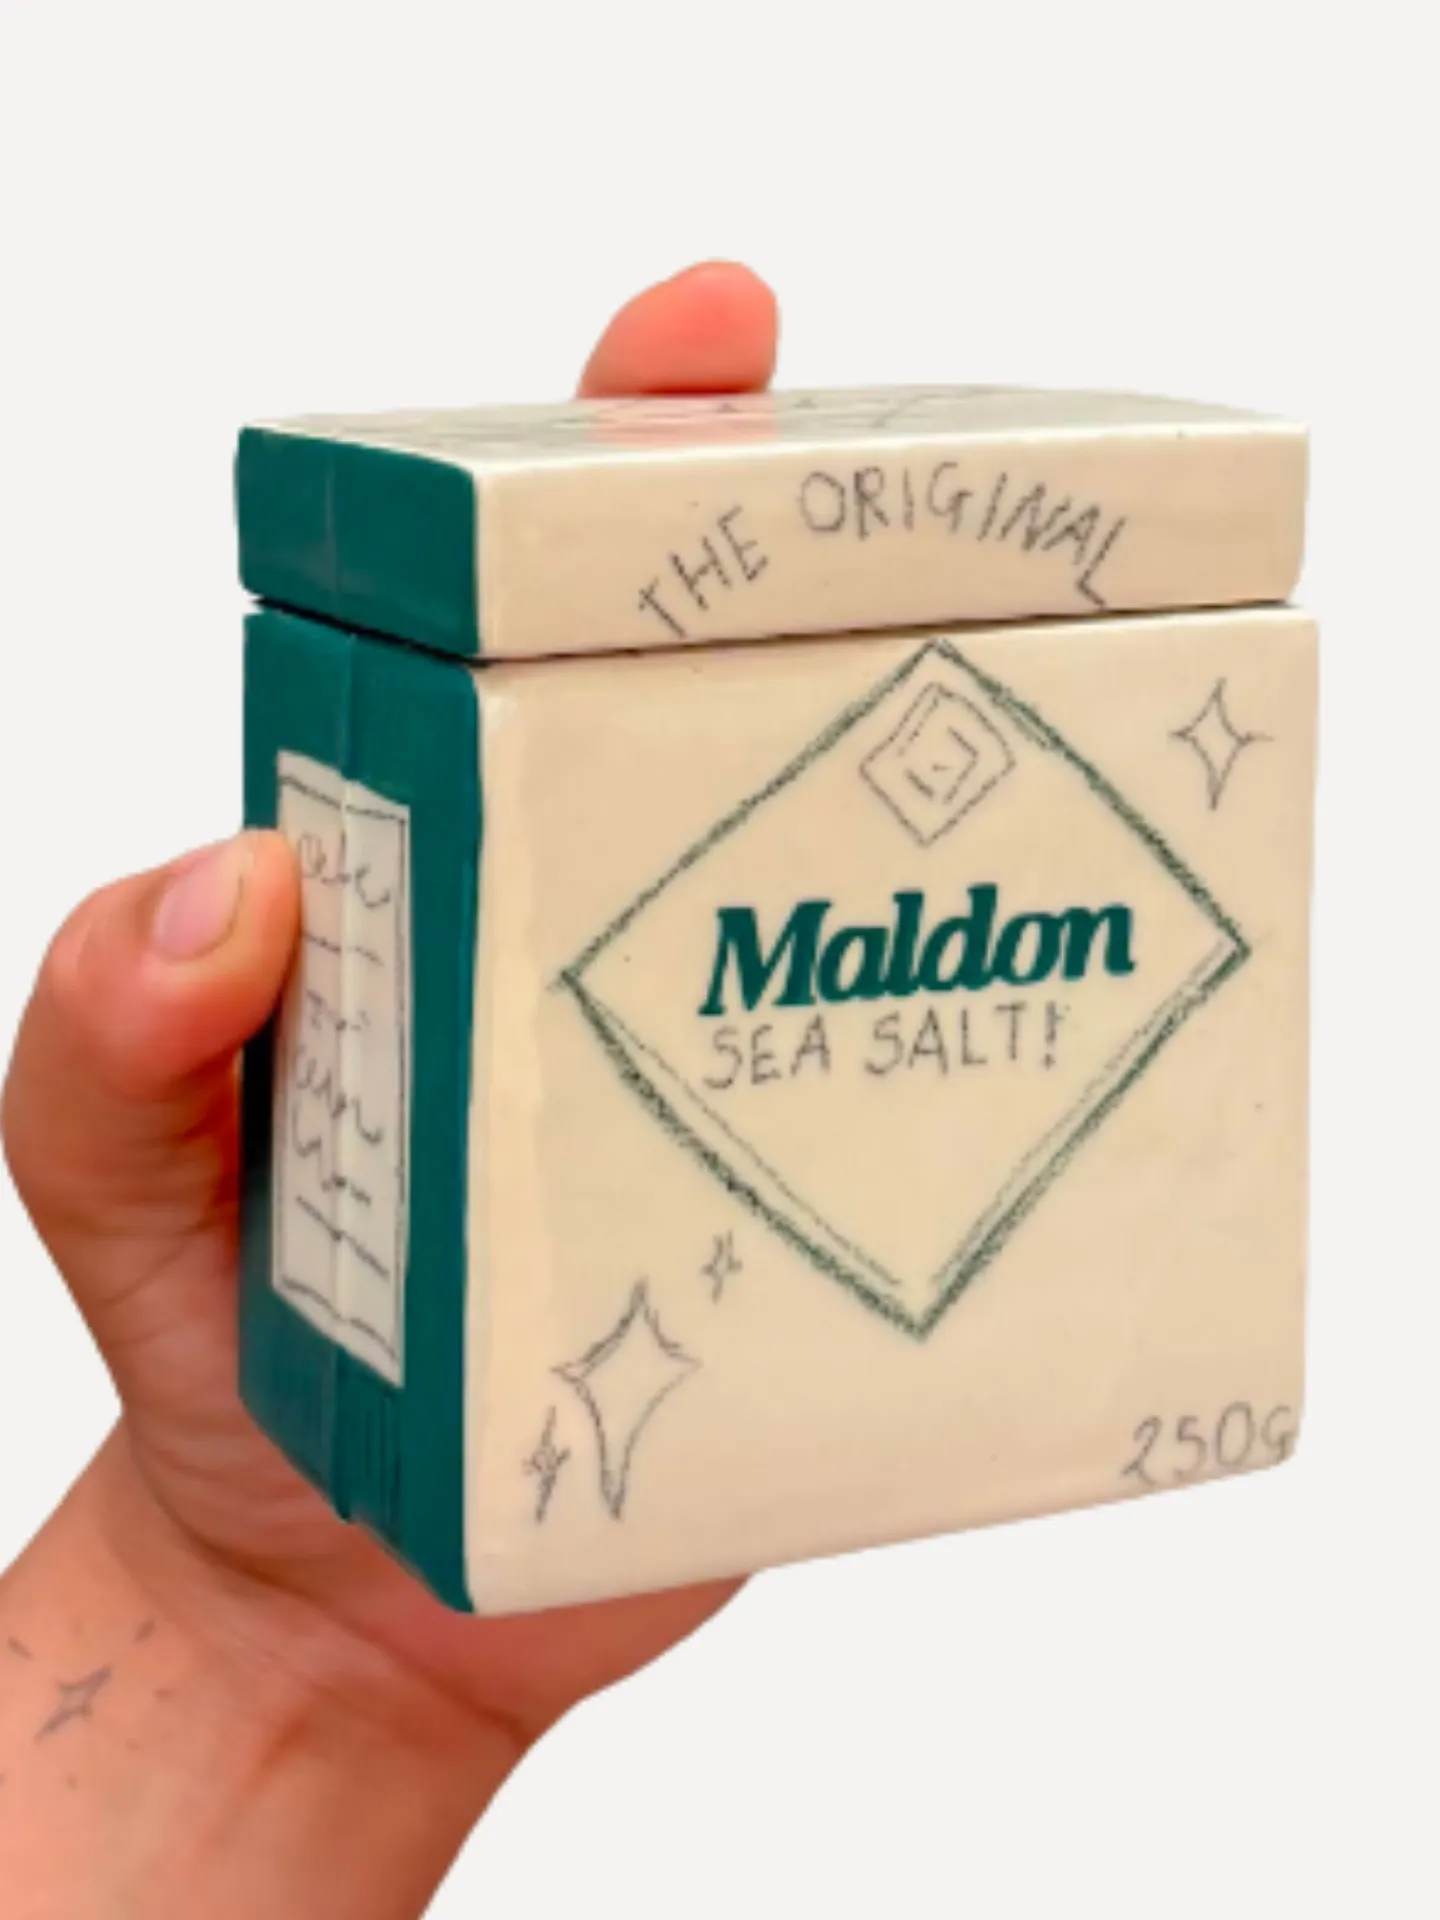 THE ORIGINAL
Maldon
SEA SALT!
250G